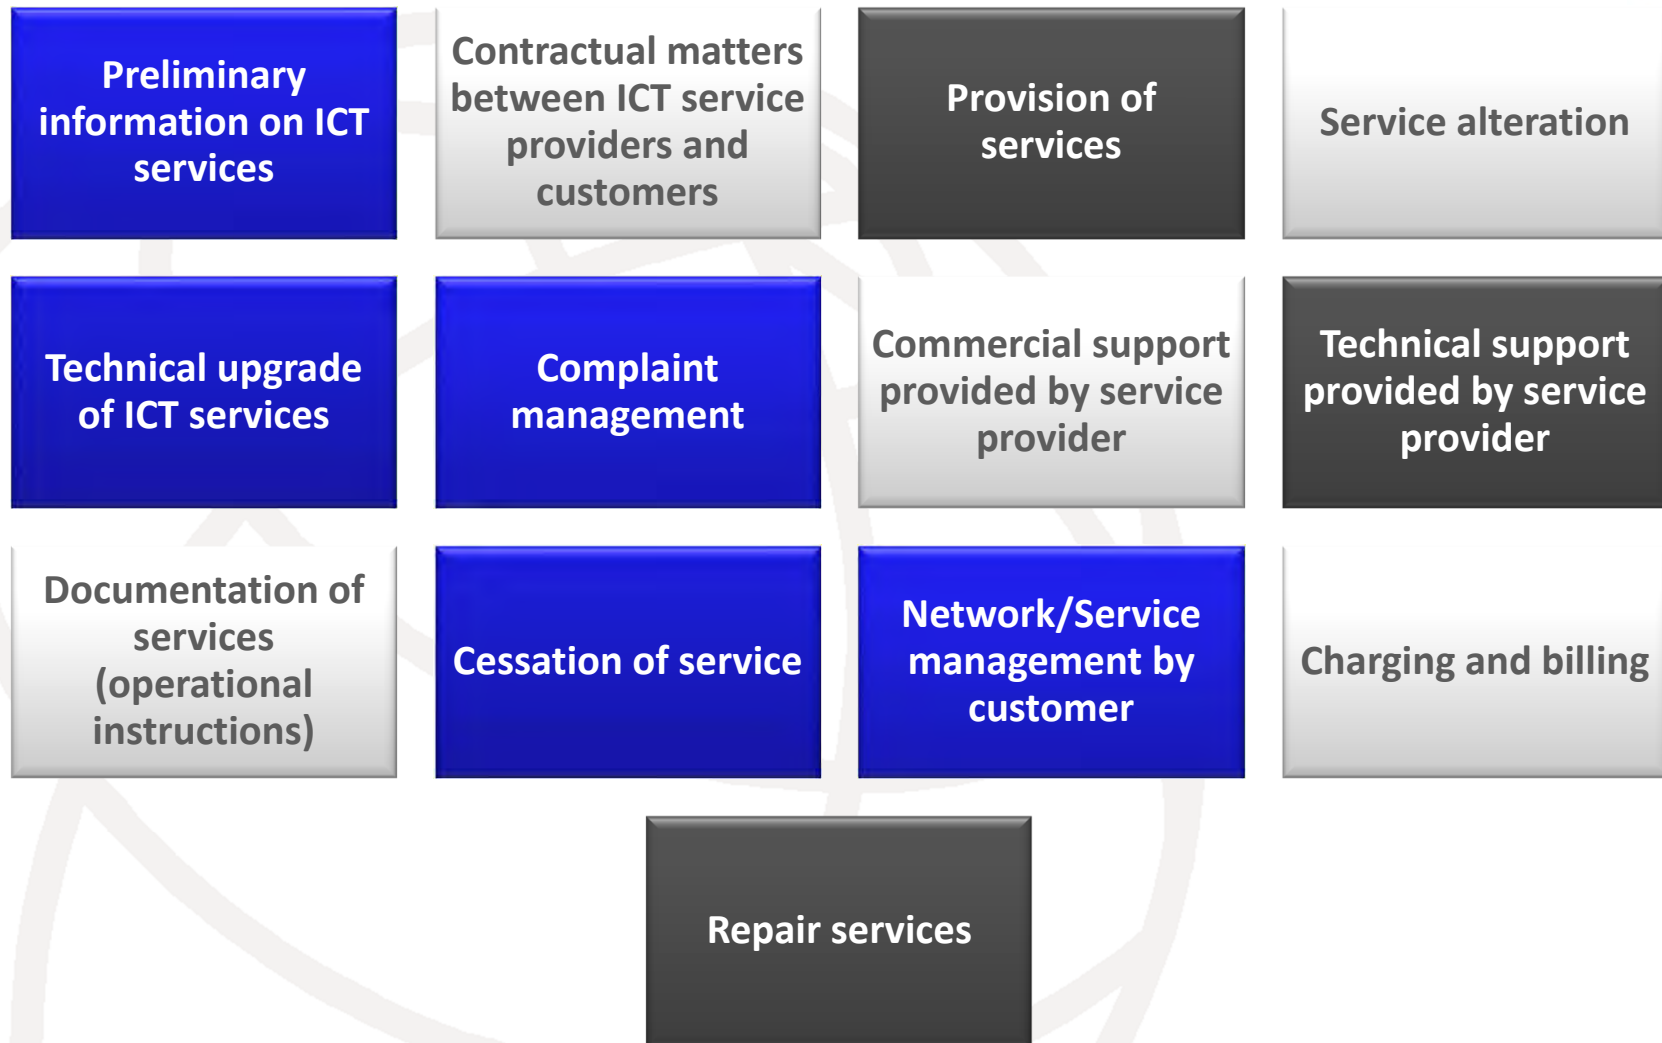 Preliminary
information on ICT
services
Contractual matters
between ICT service
providers and
customers
Provision of
services
Service alteration
Technical upgrade
of ICT services
Complaint
management
Commercial support
provided by service
provider
Technical support
provided by service
provider
Documentation of
services
(operational
instructions)
Cessation of service
Network/Service
management by
customer
Charging and billing
Repair services